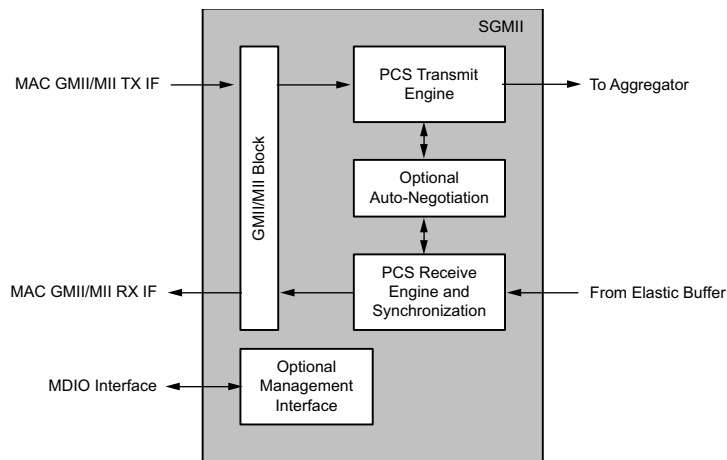 SGMII
MAC GMII/MII TX IF
GMII/MII Block
PCS Transmit
Engine
To Aggregator
Optional
Auto-Negotiation
MAC GMII/MII RX IF
PCS Receive
Engine and
Synchronization
From Elastic Buffer
MDIO Interface
Optional
Management
Interface